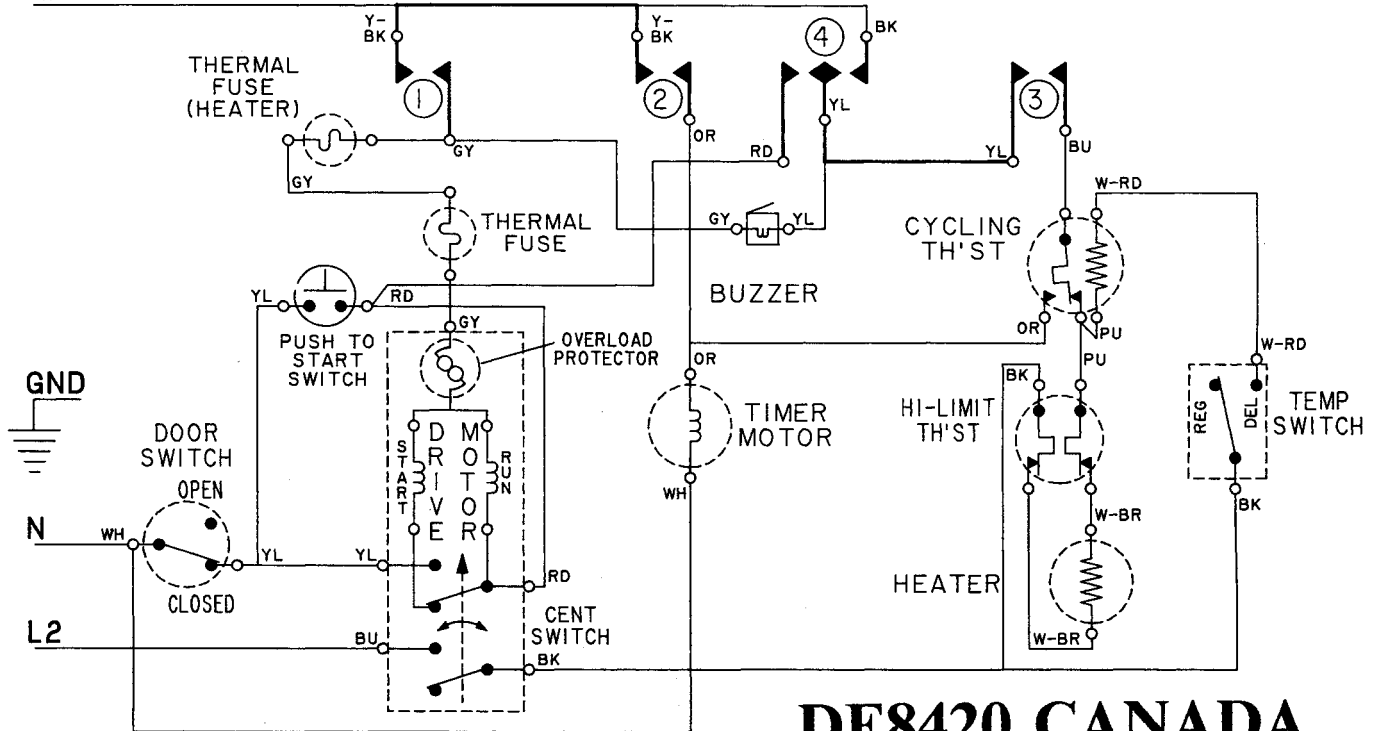 Y-
BK
Y-
BK
BK
4
THERMAL
FUSE
(HEATER)
1
2
3
YL
OR
GY
RD
YL
BU
GY
W-RD
THERMAL
FUSE
GY
YL
CYCLING
TH'ST
BUZZER
YL
RD
GY
OR
PU
PUSH TO
START
SWITCH
OVERLOAD
PROTECTOR
OR
PU
W-RD
BK
GND
TIMER
MOTOR
HI-LIMIT
TH'ST
REG
DEL
TEMP
SWITCH
DOOR
SWITCH
OPEN
START
DRIVE
MOTOR
RUN
WH
BK
N
WH
YL
YL
W-BR
RD
HEATER
CLOSED
CENT
SWITCH
L2
BU
W-BR
BK
DE8420 CANADA